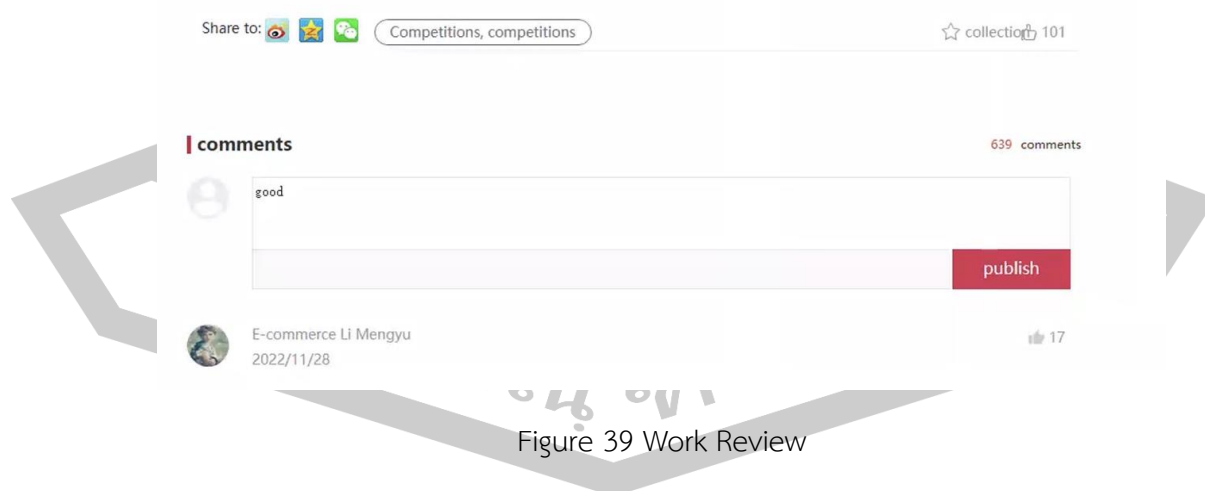 Share to:
Competitions, competitions
collection 101
comments
639 comments
good
publish
E-commerce Li Mengyu
17
2022/11/28
Figure 39 Work Review